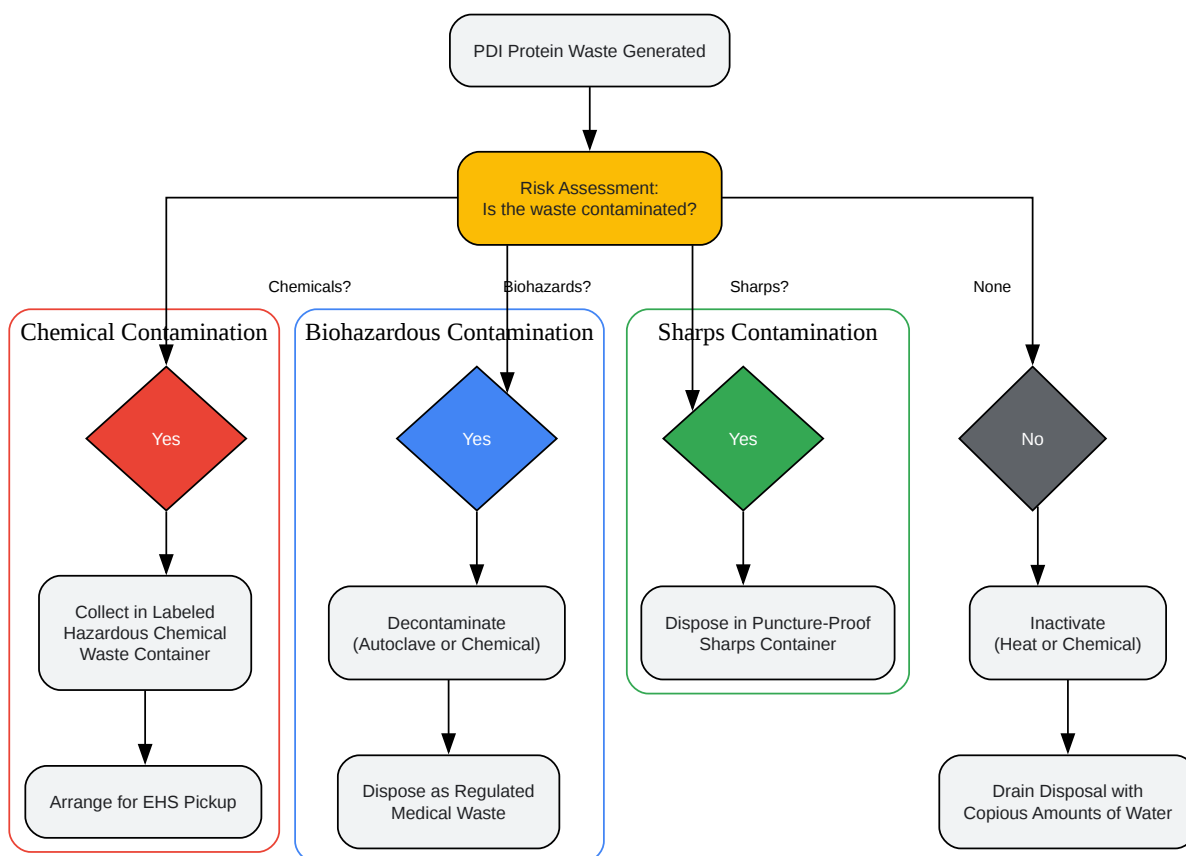 PDI Protein Waste Generated
Risk Assessment:
Is the waste contaminated?
Chemicals?
Biohazards?
Sharps?
None
Chemical Contamination
Biohazardous Contamination
Sharps Contamination
Yes
Yes
Yes
No
Collect in Labeled
Hazardous Chemical
Waste Container
Decontaminate
(Autoclave or Chemical)
Dispose in Puncture-Proof
Sharps Container
Inactivate
(Heat or Chemical)
Arrange for EHS Pickup
Dispose as Regulated
Medical Waste
Drain Disposal with
Copious Amounts of Water